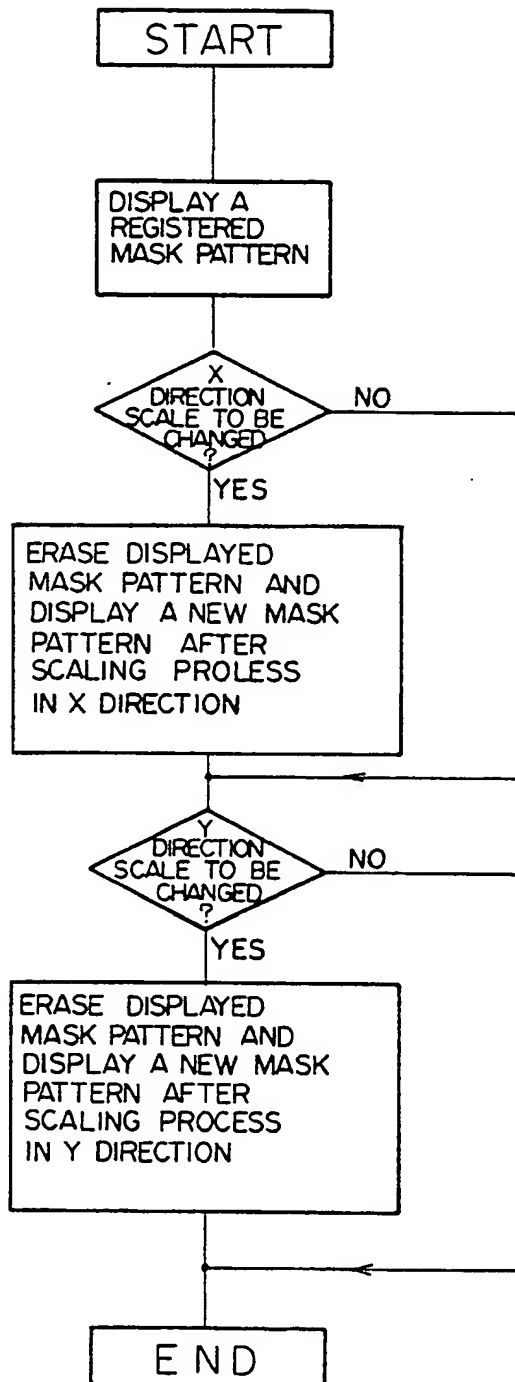 START
DISPLAY A
REGISTERED
MASK PATTERN
X
DIRECTION
SCALE TO BE
CHANGED
?
NO
YES
ERASE DISPLAYED
MASK PATTERN AND
DISPLAY A NEW MASK
PATTERN AFTER
SCALING PROLESS
IN X DIRECTION
Y
DIRECTION
SCALE TO BE
CHANGED
?
NO
YES
ERASE DISPLAYED
MASK PATTERN AND
DISPLAY A NEW MASK
PATTERN AFTER
SCALING PROCESS
IN Y DIRECTION
END